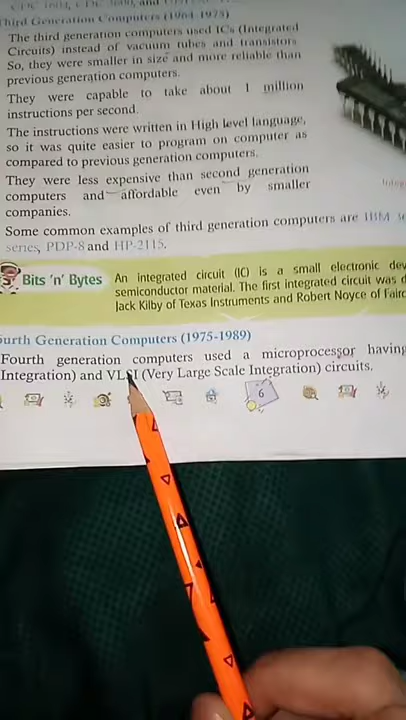 Third Generation Computers (1964-1975)
The third generation computers used ICs (Integrated
Circuits) instead of vacuum tubes and transistors
So, they were smaller in size and more reliable than
previous generation computers.
They were capable to take about 1 million
instructions per second.
The instructions were written in High level language,
so it was quite easier to program on computer as
compared to previous generation computers.
They were less expensive than second generation
computers and affordable even by smaller
companies.
Some common examples of third generation computers are IBM
series, PDP-8 and HP-2115.
Bits 'n' Bytes
An integrated circuit (IC) is a small electronic dev
semiconductor material. The first integrated circuit was d
Jack Kilby of Texas Instruments and Robert Noyce of Fairc
urth Generation Computers (1975-1989)
Fourth generation computers used a microprocessor having
Integration) and VLSI (Very Large Scale Integration) circuits.
6